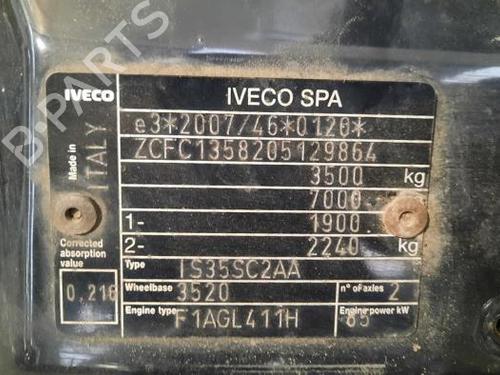 B-PARTS
IVECO
IVECO SPA
e3*2007/46*0120*
ZCFC1358205129864
3500 kg
7000
1- 1900
2- 2240 kg
Made in
ITALY
Corrected
absorption
value
0.216
Type IS35SC2AA
Wheelbase 3520 n° of axles 2
Engine type F1AGL411H Engine power kW 85